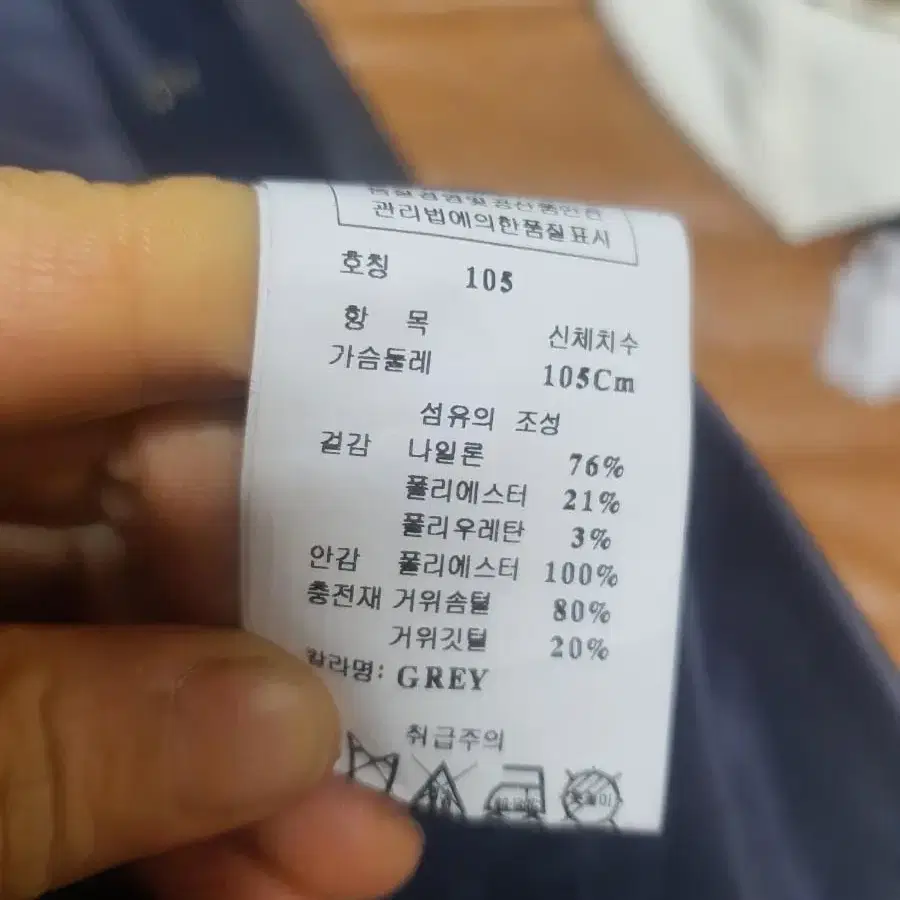 관리법에의한품질표시
호칭 105
항 목 신체치수
가슴둘레 105Cm
섬유의 조성
겉감 나일론 76%
폴리에스터 21%
폴리우레탄 3%
안감 폴리에스터 100%
충전재 거위솜털 80%
거위깃털 20%
칼라명: GREY
취급주의